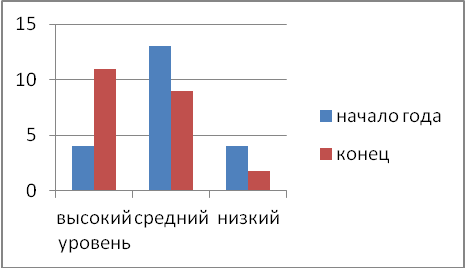 15
10
5
0
высокий уровень
средний
низкий
начало года
конец